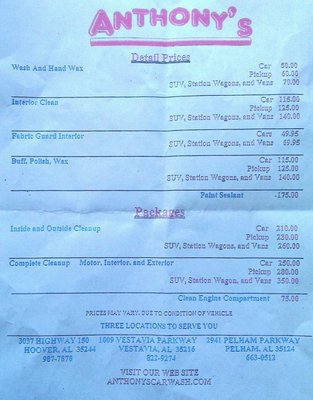 ANTHONY'S
Detail Prices
Wash And Hand Wax Car 50.00
Pickup 60.00
SUV, Station Wagons, and Vans 70.00
Interior Clean Car 115.00
Pickup 125.00
SUV, Station Wagons, and Vans 140.00
Fabric Guard Interior Cars 49.95
SUV, Station Wagons, and Vans 69.95
Buff, Polish, Wax Car 115.00
Pickup 125.00
SUV, Station Wagons, and Vans 140.00
Paint Sealant -175.00
Packages
Inside and Outside Cleanup Car 210.00
Pickup 230.00
SUV, Station Wagons, and Vans 260.00
Complete Cleanup Motor, Interior, and Exterior Car 250.00
Pickup 280.00
SUV, Station Wagon, and Vans 350.00
Clean Engine Compartment 75.00
PRICES MAY VARY, DUE TO CONDITION OF VEHICLE
THREE LOCATIONS TO SERVE YOU
3037 HIGHWAY 150 1009 VESTAVIA PARKWAY 2941 PELHAM PARKWAY
HOOVER, AL 35244 VESTAVIA, AL 35216 PELHAM, AL 35124
987-7878 822-9274 663-0512
VISIT OUR WEB SITE
ANTHONYSCARWASH.COM